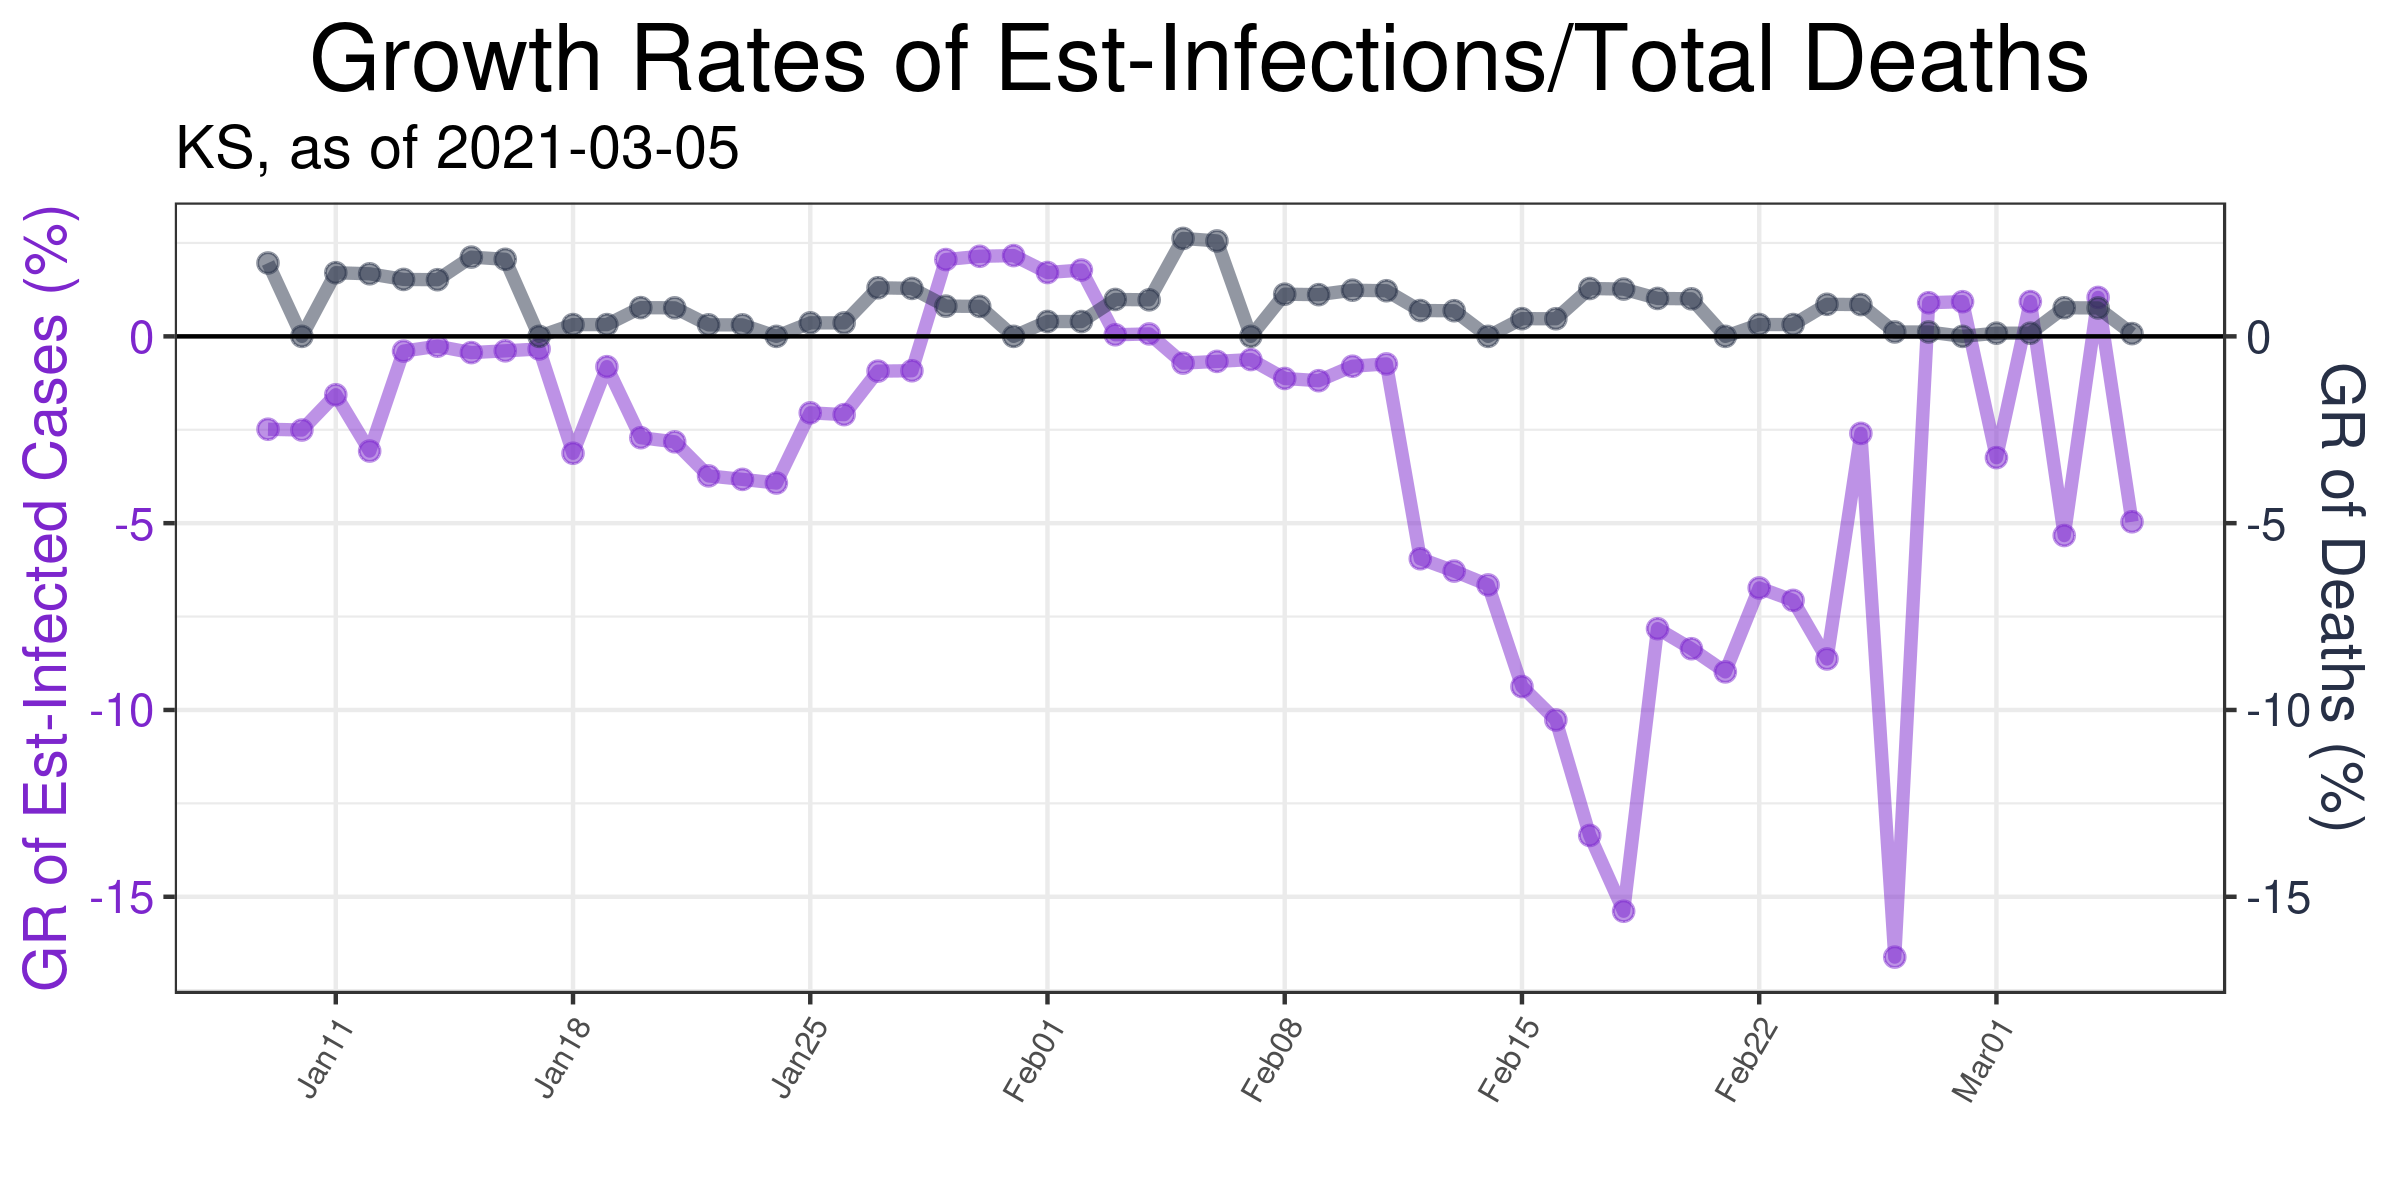 Growth Rates of Est-Infections/Total Deaths
KS, as of 2021-03-05
GR of Est-Infected Cases (%)
0
-5
-10
-15
0
-5
-10
-15
GR of Deaths (%)
Jan11
Jan18
Jan25
Feb01
Feb08
Feb15
Feb22
Mar01